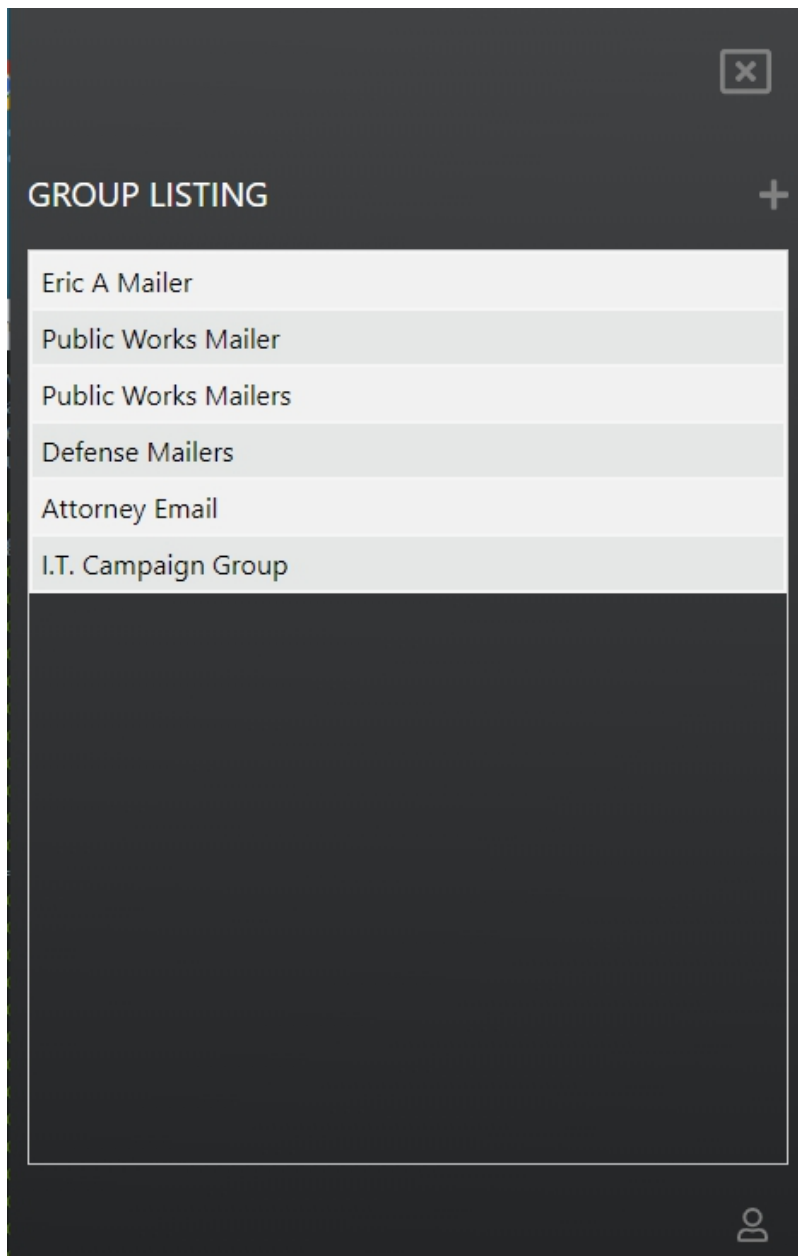 GROUP LISTING
Eric A Mailer
Public Works Mailer
Public Works Mailers
Defense Mailers
Attorney Email
I.T. Campaign Group